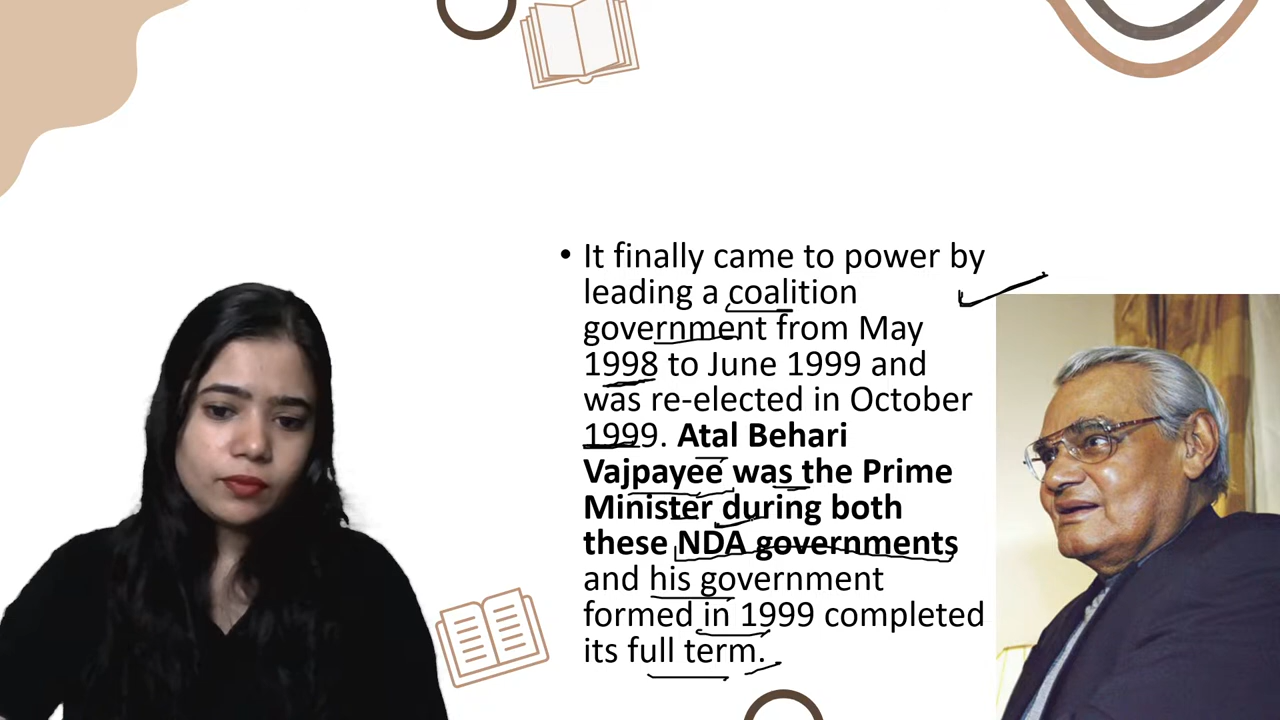 • It finally came to power by
leading a coalition
government from May
1998 to June 1999 and
was re-elected in October
1999. Atal Behari
Vajpayee was the Prime
Minister during both
these NDA governments
and his government
formed in 1999 completed
its full term.